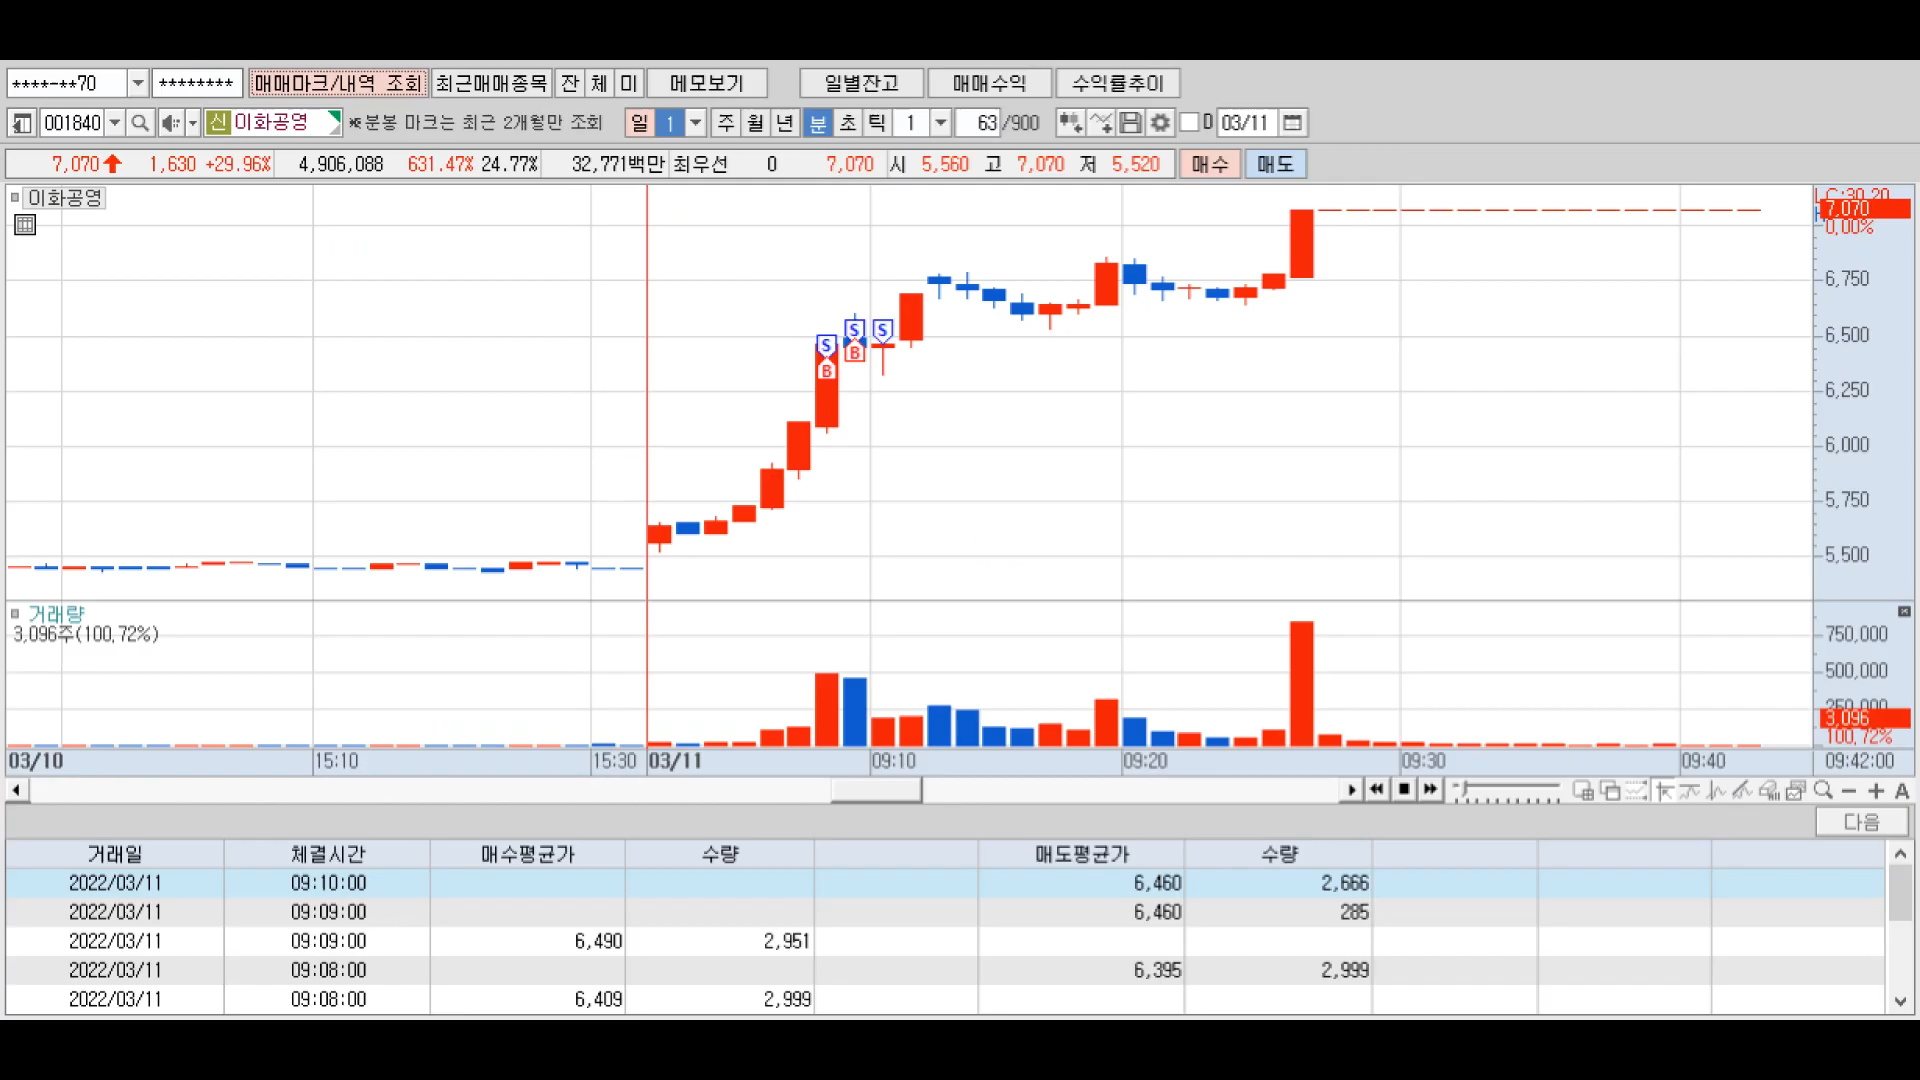 ****-**70 ******** 매매마크/내역 조회 최근매매종목 잔 체 미 메모보기 일별잔고 매매수익 수익률추이
001840 신 이화공영 ※분봉 마크는 최근 2개월만 조회 일 1 주 월 년 분 초 틱 1 63 /900 D 03/11
7,070 1,630 +29.96% 4,906,088 631.47% 24.77% 32,771백만 최우선 0 7,070 시 5,560 고 7,070 저 5,520 매수 매도
이화공영
LC:30.20
7,070
0.00%
6,750
6,500
6,250
6,000
5,750
5,500
S S S
B B
거래량
3,096주(100.72%)
750,000
500,000
250,000
3,096
100.72%
03/10 15:10 15:30 03/11 09:10 09:20 09:30 09:40 09:42:00
A
다음
거래일 체결시간 매수평균가 수량 매도평균가 수량
2022/03/11 09:10:00 6,460 2,666
2022/03/11 09:09:00 6,460 285
2022/03/11 09:09:00 6,490 2,951
2022/03/11 09:08:00 6,395 2,999
2022/03/11 09:08:00 6,409 2,999